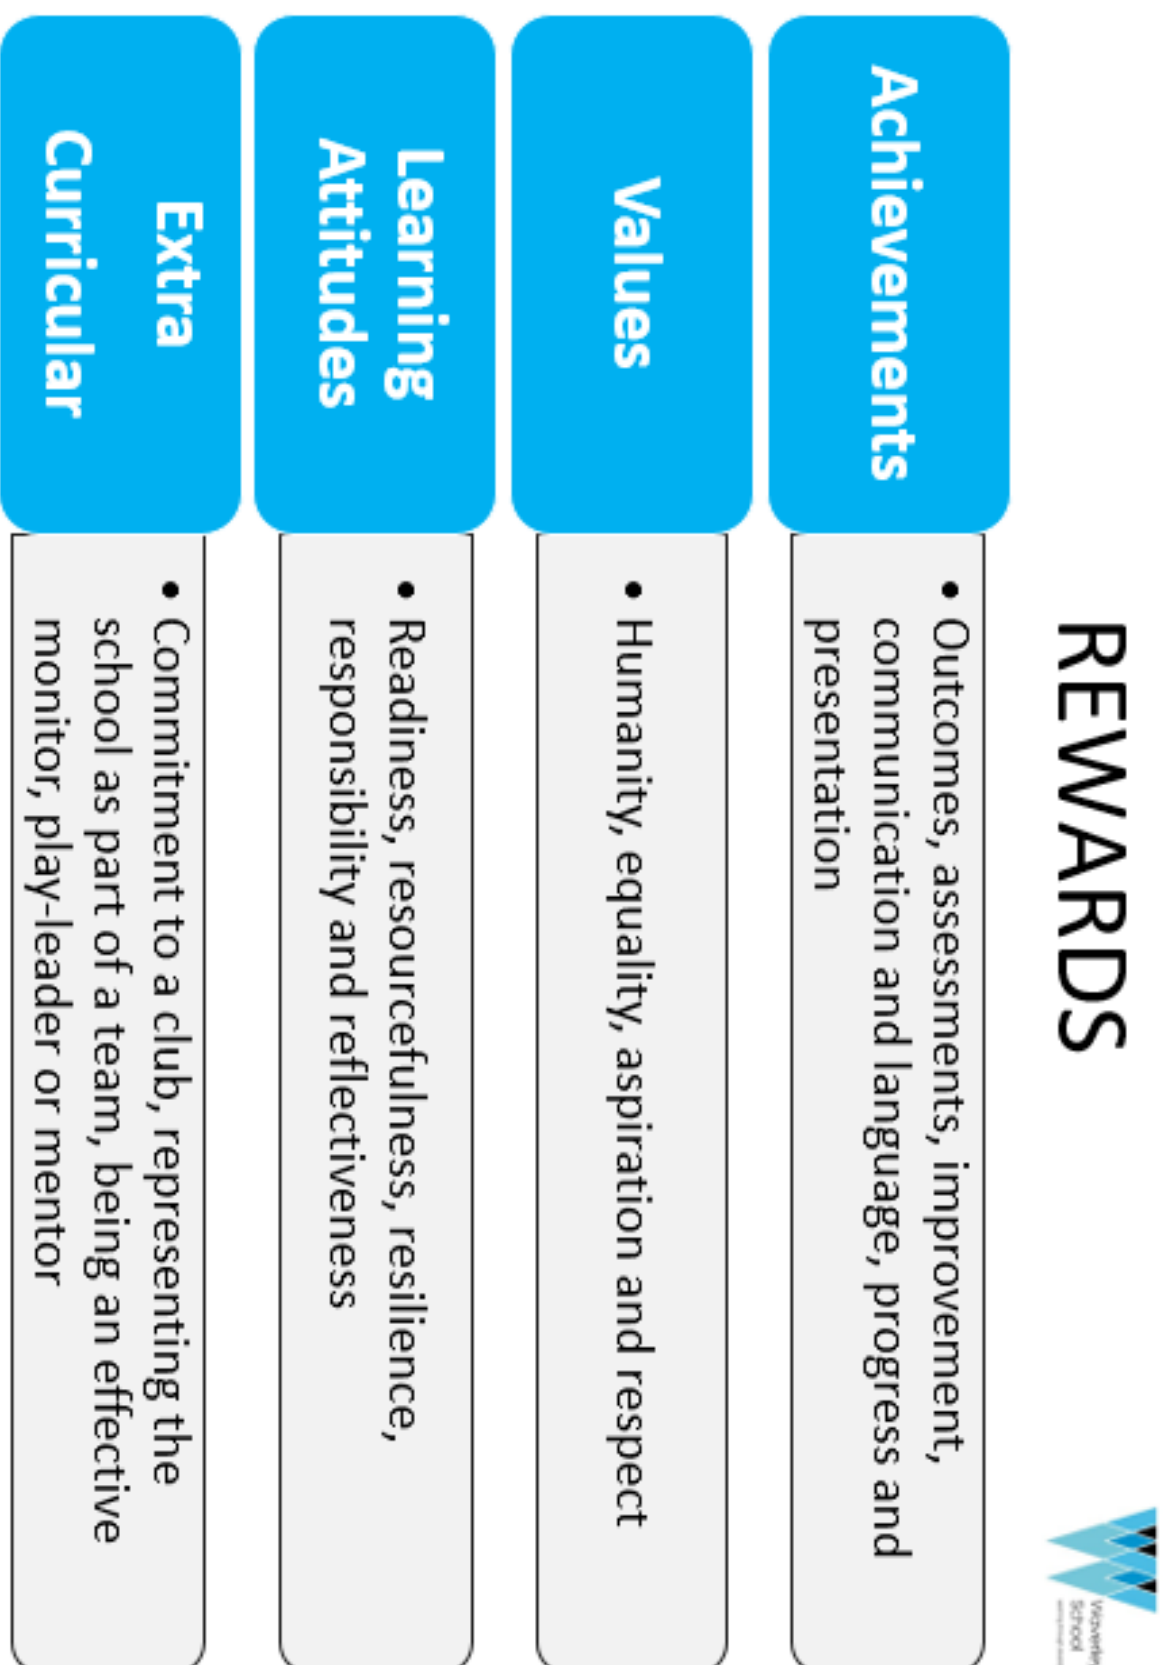 REWARDS
Waverley
School
Achievements
• Outcomes, assessments, improvement,
communication and language, progress and
presentation
Values
• Humanity, equality, aspiration and respect
Learning
Attitudes
• Readiness, resourcefulness, resilience,
responsibility and reflectiveness
Extra
Curricular
• Commitment to a club, representing the
school as part of a team, being an effective
monitor, play-leader or mentor